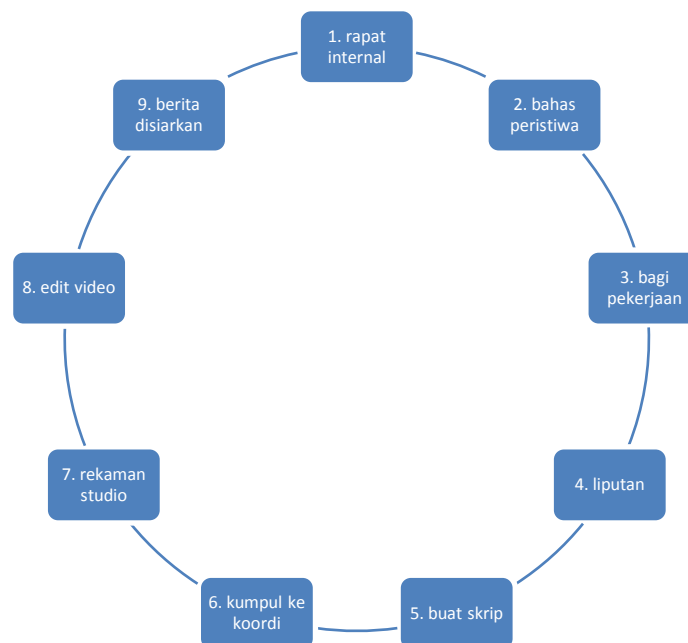 1. rapat
internal
2. bahas
peristiwa
3. bagi
pekerjaan
4. liputan
5. buat skrip
6. kumpul ke
koordi
7. rekaman
studio
8. edit video
9. berita
disiarkan